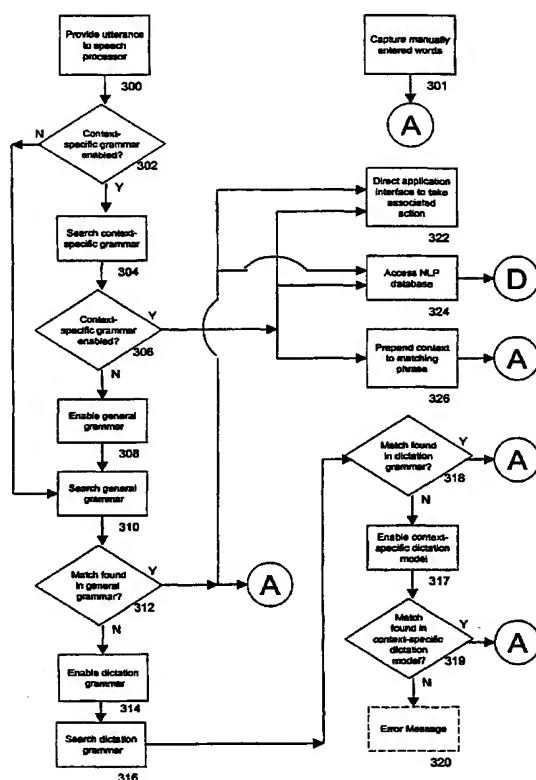 Provide utterance
to speech
processor
300
N
Context-
specific grammar
enabled?
302
Y
Search context-
specific grammar
304
Context-
specific grammar
enabled?
306
Y
N
Enable general
grammar
308
Search general
grammar
310
Match found
in general
grammar?
312
Y
A
N
Enable dictation
grammar
314
Search dictation
grammar
316
Capture manually
entered words
301
A
Direct application
interface to take
associated
action
322
Access NLP
database
324
D
Prepend context
to matching
phrase
326
A
Match found
in dictation
grammar?
318
Y
A
N
Enable context-
specific dictation
model
317
Match
found in
context-specific
dictation
model?
319
Y
A
N
Error Message
320